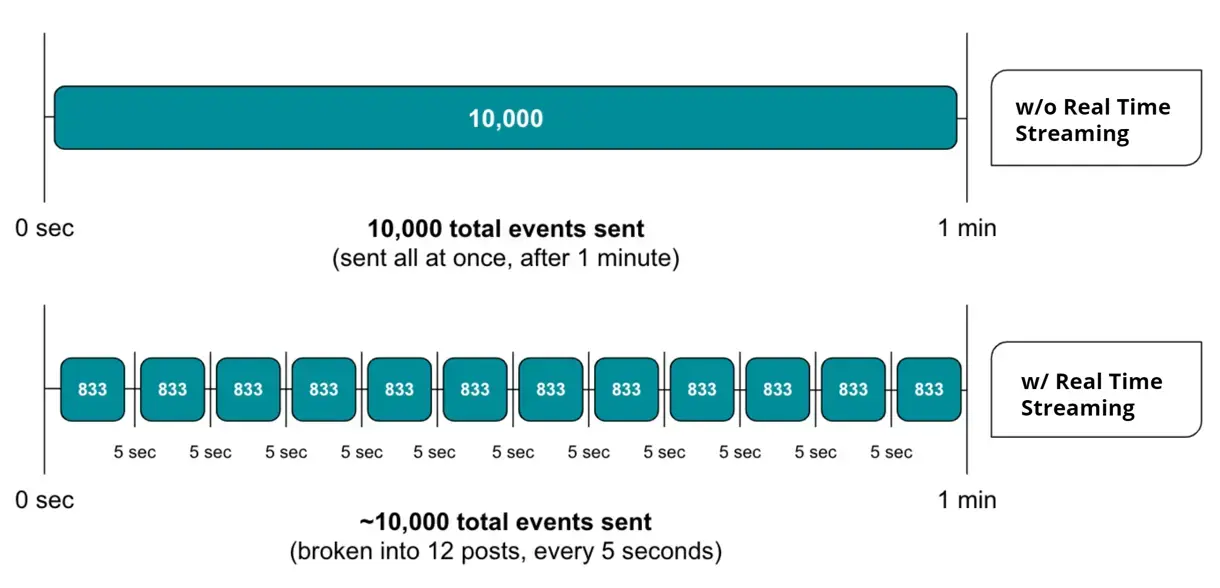 10,000
w/o Real Time
Streaming
0 sec
10,000 total events sent
1 min
(sent all at once, after 1 minute)
833 833 833 833 833 833 833 833 833 833 833 833
w/ Real Time
Streaming
5 sec 5 sec 5 sec 5 sec 5 sec 5 sec 5 sec 5 sec 5 sec 5 sec 5 sec
0 sec
1 min
~10,000 total events sent
(broken into 12 posts, every 5 seconds)